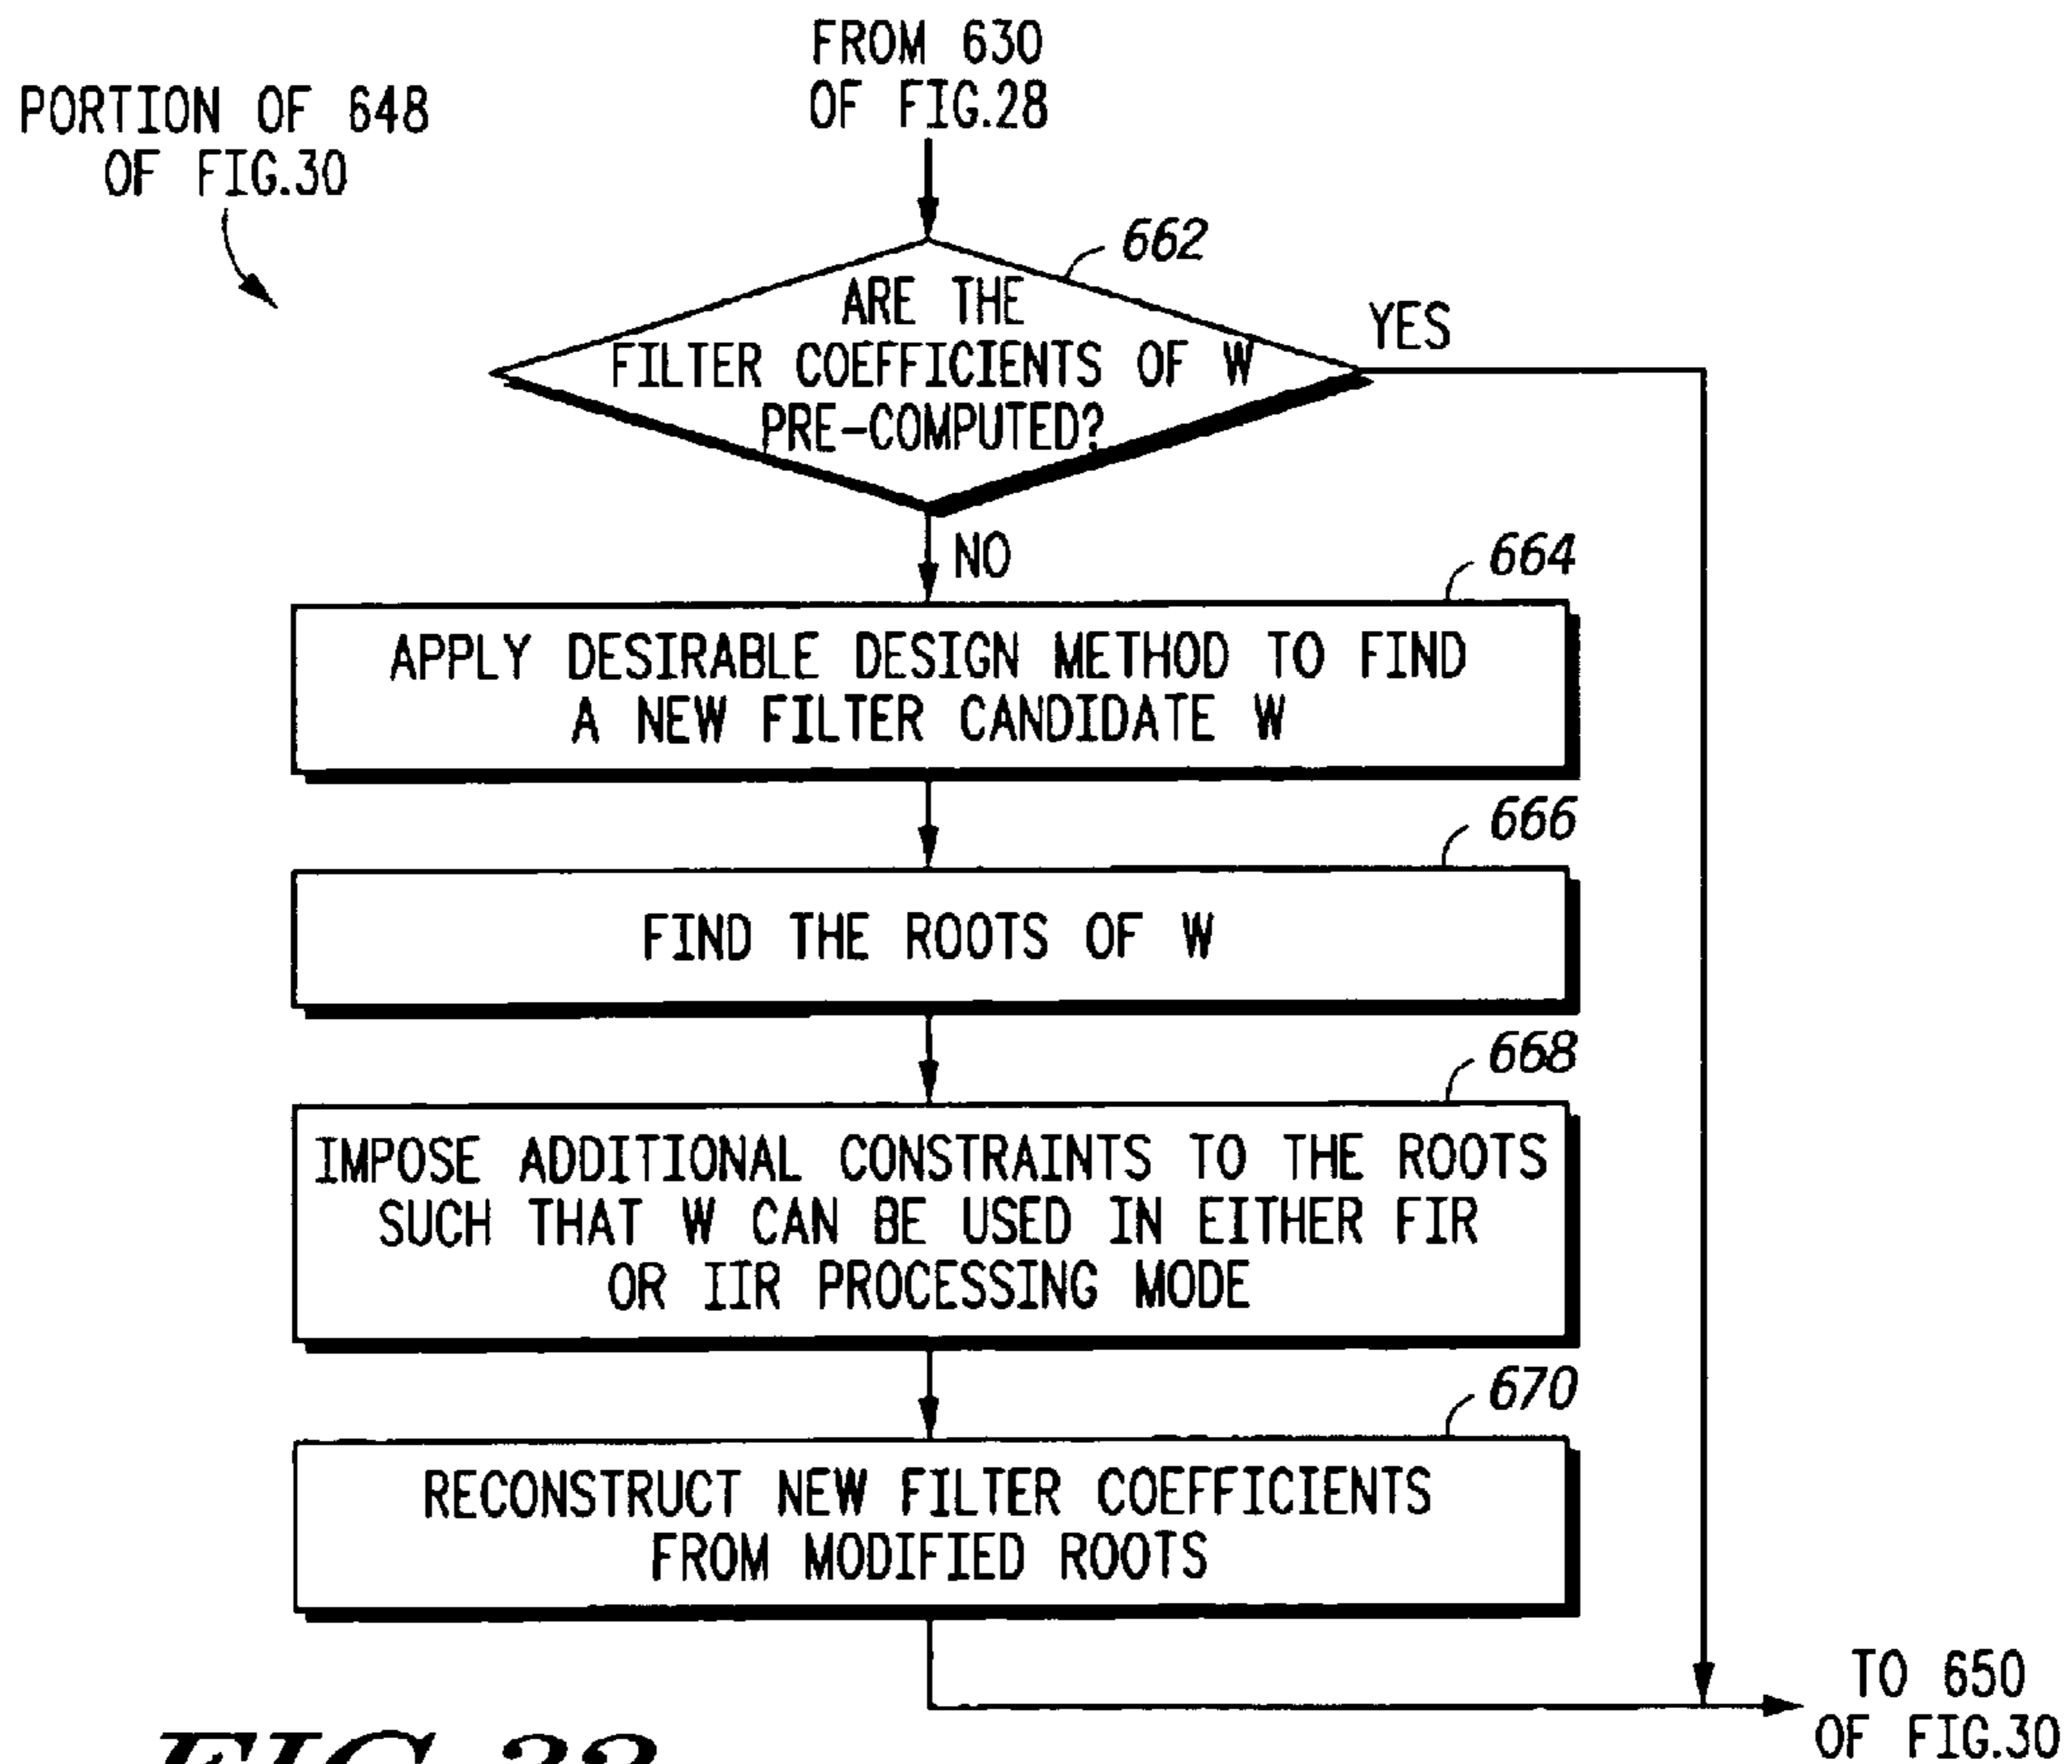 FROM 630
OF FIG.28
PORTION OF 648
OF FIG.30
662
ARE THE
FILTER COEFFICIENTS OF W
PRE-COMPUTED?
YES
NO
664
APPLY DESIRABLE DESIGN METHOD TO FIND
A NEW FILTER CANDIDATE W
666
FIND THE ROOTS OF W
668
IMPOSE ADDITIONAL CONSTRAINTS TO THE ROOTS
SUCH THAT W CAN BE USED IN EITHER FIR
OR IIR PROCESSING MODE
670
RECONSTRUCT NEW FILTER COEFFICIENTS
FROM MODIFIED ROOTS
TO 650
OF FIG.30